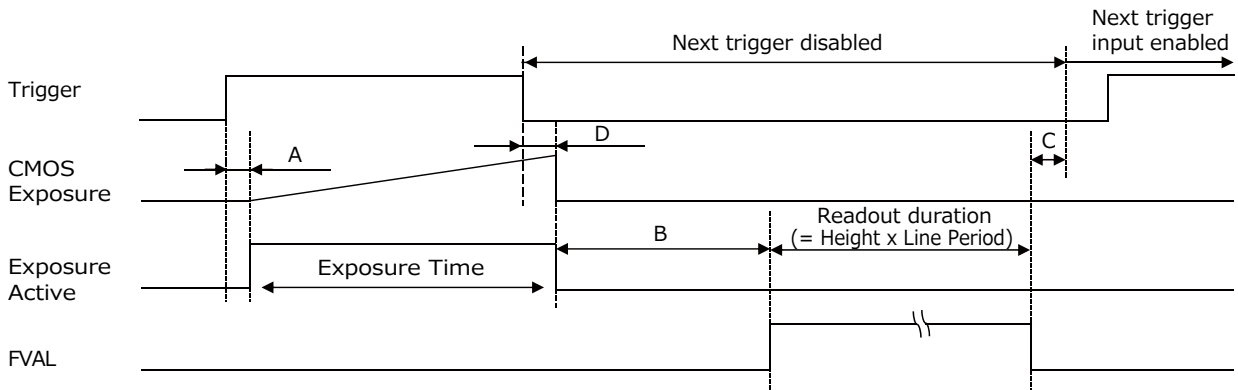 Next trigger
input enabled
Next trigger disabled
Trigger
D
C
A
CMOS
Exposure
Readout duration
(= Height x Line Period)
B
Exposure
Active
Exposure Time
FVAL